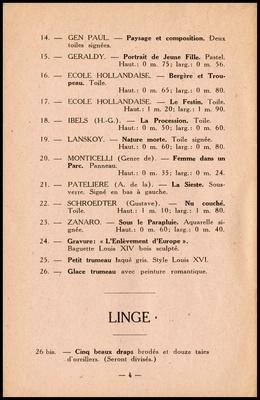 14. — GEN PAUL. — Paysage et composition. Deux
toiles signées.
15. — GERALDY. — Portrait de Jeune Fille. Pastel.
Haut.: 0 m. 75; larg.: 0 m. 56.
16. — ECOLE HOLLANDAISE. — Bergère et Trou-
peau. Toile.
Haut.: 0 m. 65; larg.: 0 m. 80.
17. — ECOLE HOLLANDAISE. — Le Festin. Toile.
Haut.: 1 m. 20; larg.: 1 m. 90.
18. — IBELS (H.-G.). — La Procession. Toile.
Haut.: 0 m. 50; larg.: 0 m. 60.
19. — LANSKOY. — Nature morte. Toile signée.
Haut.: 0 m. 60; larg.: 0 m. 80.
20. — MONTICELLI (Genre de). — Femme dans un
Parc. Panneau.
Haut.: 0 m. 35; larg.: 0 m. 24.
21. — PATELIERE (A. de la). — La Sieste. Sous-
verre. Signé en bas à gauche.
22. — SCHROEDTER (Gustave). — Nu couché.
Toile. Haut.: 1 m. 10; larg.: 1 m. 80.
23. — ZANARO. — Sous le Parapluie. Aquarelle si-
gnée. Haut.: 0 m. 60; larg.: 0 m. 40.
24. — Gravure: « L'Enlèvement d'Europe ».
Baguette Louis XIV bois sculpté.
25. — Petit trumeau laqué gris. Style Louis XVI.
26. — Glace trumeau avec peinture romantique.
LINGE
26 bis. — Cinq beaux draps brodés et douze taies
d'oreillers. (Seront divisés.)
— 4 —